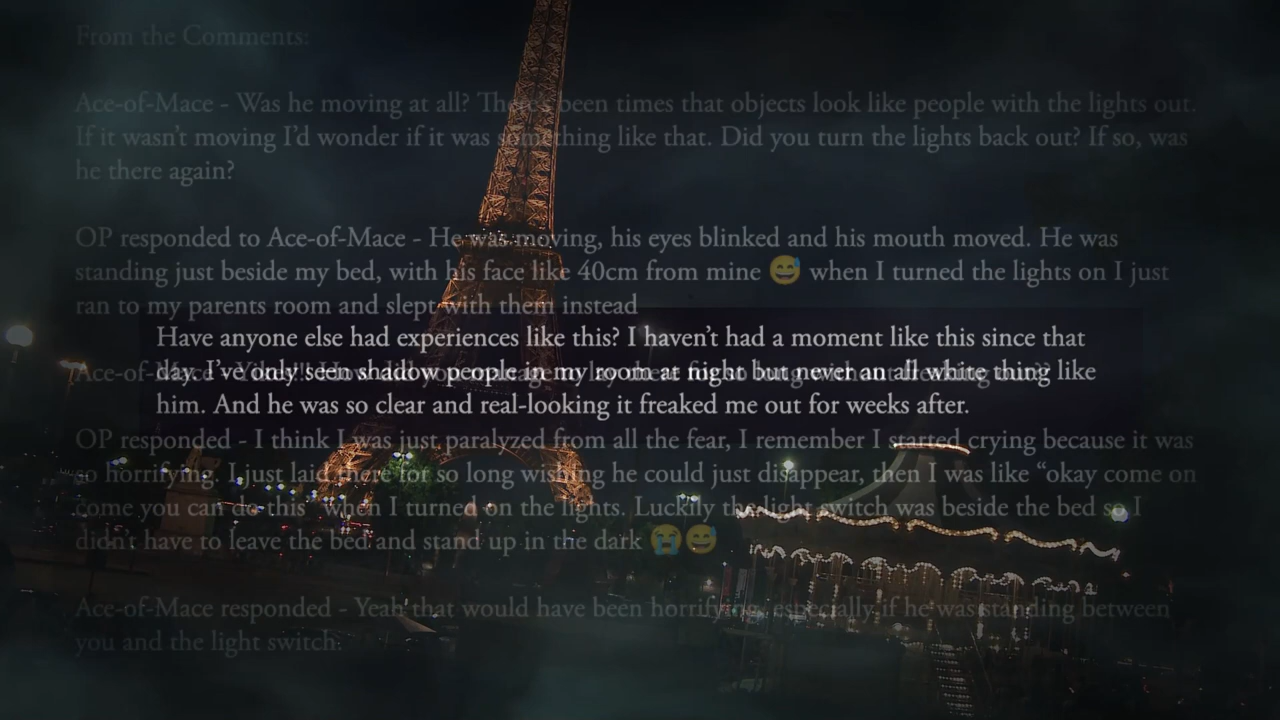 From the Comments:
Ace-of-Mace - Was he moving at all? There's been times that objects look like people with the lights out.
If it wasn't moving I'd wonder if it was something like that. Did you turn the lights back out? If so, was
he there again?
OP responded to Ace-of-Mace - He was moving, his eyes blinked and his mouth moved. He was
standing just beside my bed, with his face like 40cm from mine 😅 when I turned the lights on I just
ran to my parents room and slept with them instead
Have anyone else had experiences like this? I haven't had a moment like this since that
day. I've only seen shadow people in my room at night but never an all white thing like
him. And he was so clear and real-looking it freaked me out for weeks after.
Ace-of-Mace
OP responded - I think I was just paralyzed from all the fear, I remember I started crying because it was
so horrifying. I just laid there for so long wishing he could just disappear, then I was like “okay come on
come you can do this” when I turned on the lights. Luckily the light switch was beside the bed so I
didn't have to leave the bed and stand up in the dark 😭😅
Ace-of-Mace responded - Yeah that would have been horrifying, especially if he was standing between
you and the light switch.